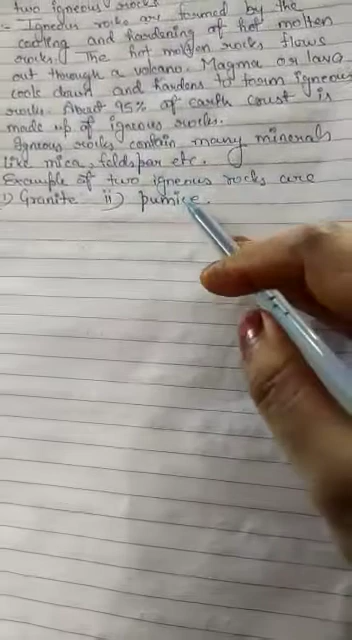 two igneous rocks
- Igneous rocks are formed by the
cooling and hardening of hot molten
rocks. The hot molten rocks flows
out through a volcano. Magma or lava
cools down and hardens to form igneous
rocks. About 95% of earth crust is
made up of igneous rocks.
Igneous rocks contain many minerals
like mica, feldspar etc.
Example of two igneous rocks are
i) Granite ii) pumice.